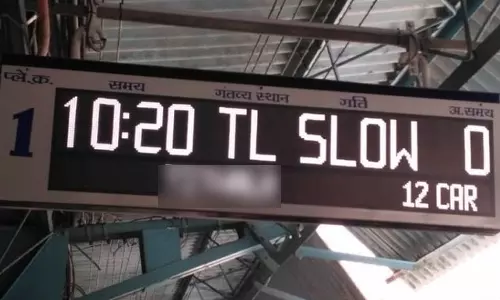 प्लॅ.क्र. समय गंतव्य स्थान गति अ.समय
1 10:20 TL SLOW 0
12 CAR